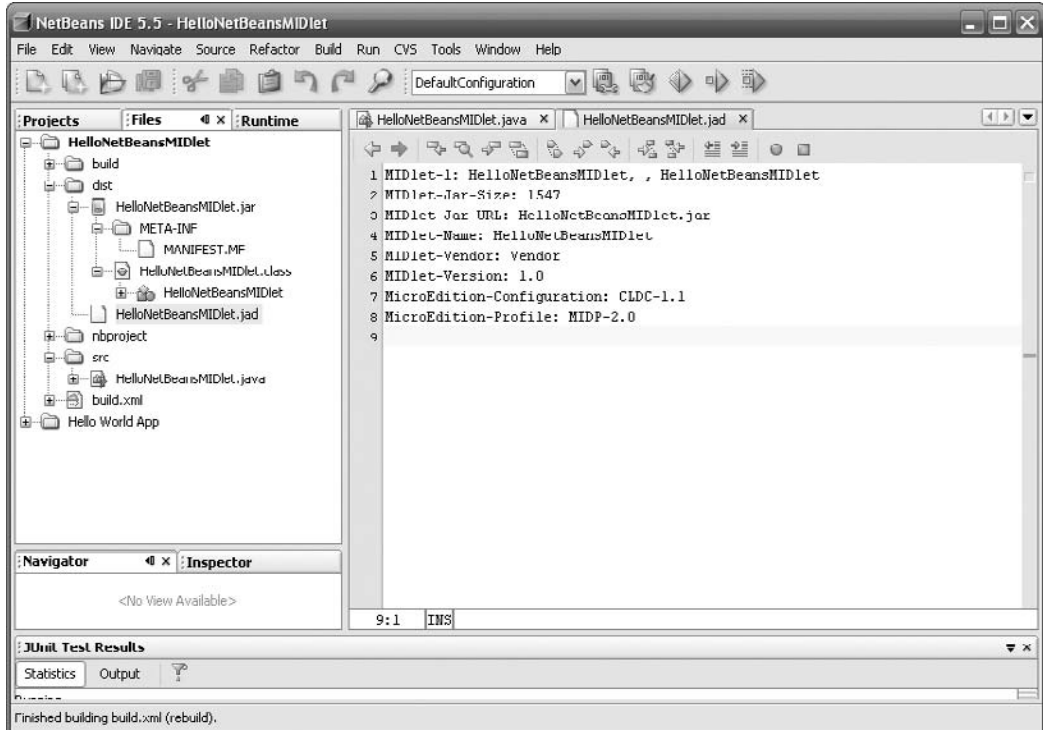 NetBeans IDE 5.5 - HelloNetBeansMIDlet
File Edit View Navigate Source Refactor Build Run CVS Tools Window Help
DefaultConfiguration
Projects Files × Runtime
HelloNetBeansMIDlet
build
dist
HelloNetBeansMIDlet.jar
META-INF
MANIFEST.MF
HelloNetBeansMIDlet.class
HelloNetBeansMIDlet
HelloNetBeansMIDlet.jad
nbproject
src
HelloNetBeansMIDlet.java
build.xml
Hello World App
Navigator × Inspector
<No View Available>
HelloNetBeansMIDlet.java × HelloNetBeansMIDlet.jad ×
1 MIDlet-1: HelloNetBeansMIDlet, , HelloNetBeansMIDlet
2 MIDlet-Jar-Size: 1547
3 MIDlet-Jar-URL: HelloNetBeansMIDlet.jar
4 MIDlet-Name: HelloNetBeansMIDlet
5 MIDlet-Vendor: Vendor
6 MIDlet-Version: 1.0
7 MicroEdition-Configuration: CLDC-1.1
8 MicroEdition-Profile: MIDP-2.0
9
9:1 INS
JUnit Test Results
Statistics Output
Finished building build.xml (rebuild).